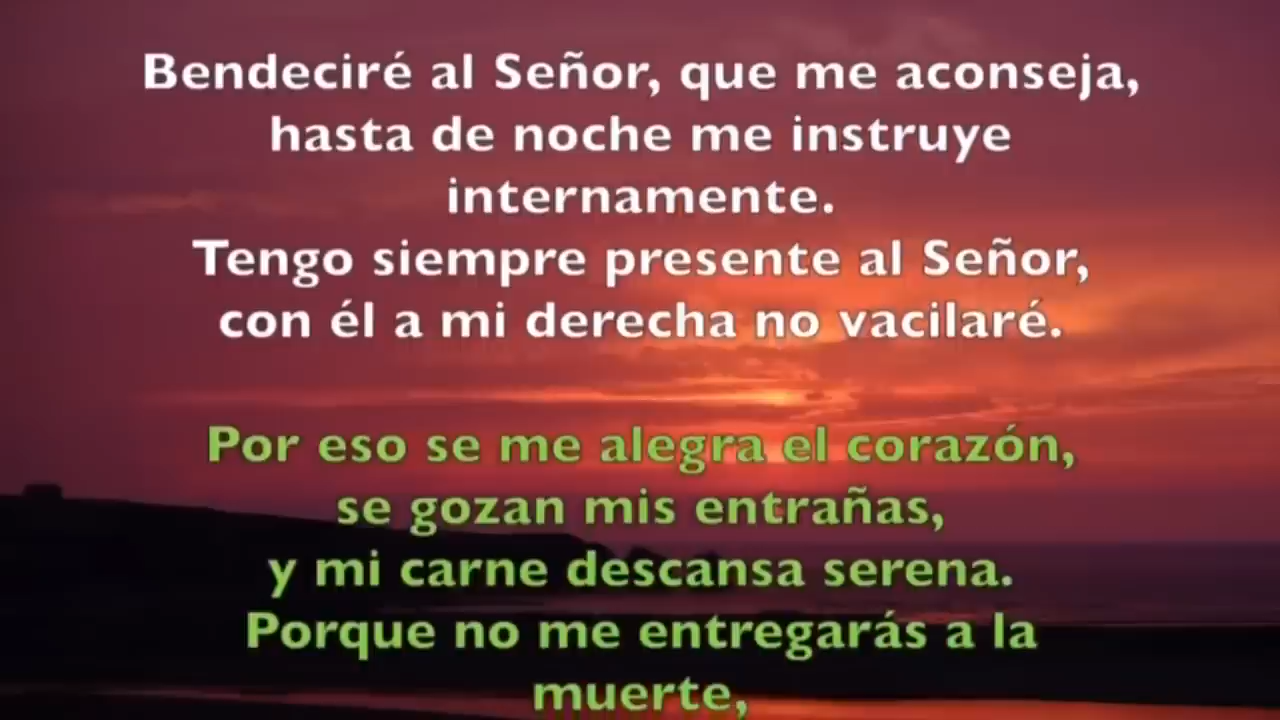 Bendeciré al Señor, que me aconseja,
hasta de noche me instruye
internamente.
Tengo siempre presente al Señor,
con él a mi derecha no vacilaré.
Por eso se me alegra el corazón,
se gozan mis entrañas,
y mi carne descansa serena.
Porque no me entregarás a la
muerte,